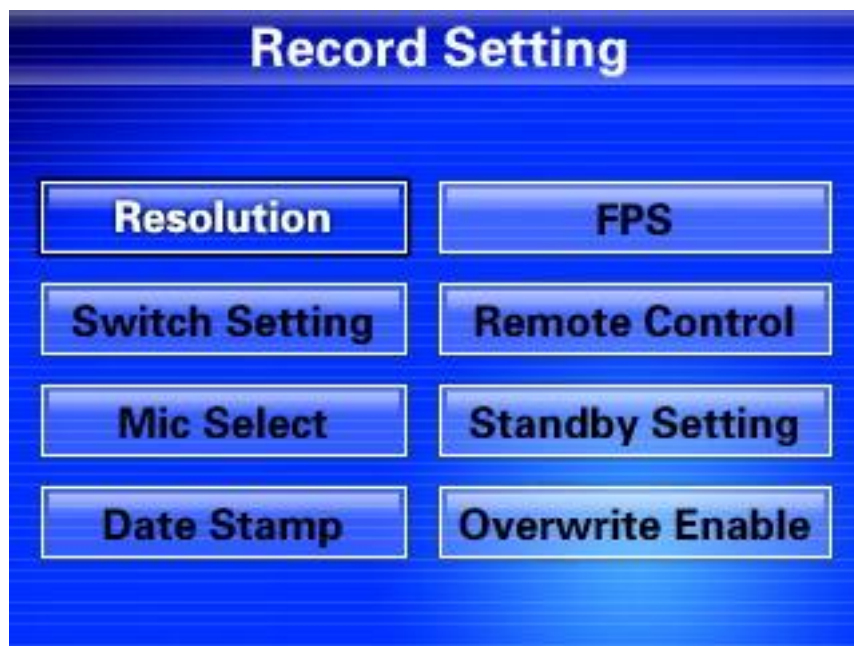 Record Setting
Resolution
FPS
Switch Setting
Remote Control
Mic Select
Standby Setting
Date Stamp
Overwrite Enable